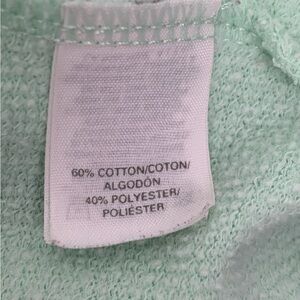 60% COTTON/COTON/
ALGODÓN
40% POLYESTER/
POLIÉSTER